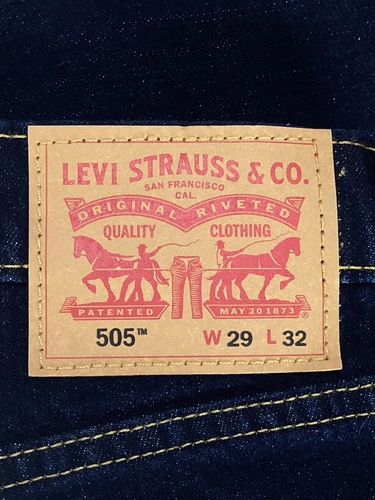 LEVI STRAUSS & CO.
SAN FRANCISCO
CAL.
ORIGINAL RIVETED
QUALITY CLOTHING
PATENTED MAY 20 1873 ®
505™ W 29 L 32